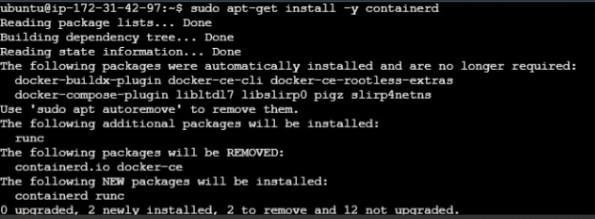 ubuntu@ip-172-31-42-97:~$ sudo apt-get install -y containerd
Reading package lists... Done
Building dependency tree... Done
Reading state information... Done
The following packages were automatically installed and are no longer required:
  docker-buildx-plugin docker-ce-cli docker-ce-rootless-extras
  docker-compose-plugin libltdl7 libslirp0 pigz slirp4netns
Use 'sudo apt autoremove' to remove them.
The following additional packages will be installed:
  runc
The following packages will be REMOVED:
  containerd.io docker-ce
The following NEW packages will be installed:
  containerd runc
0 upgraded, 2 newly installed, 2 to remove and 12 not upgraded.